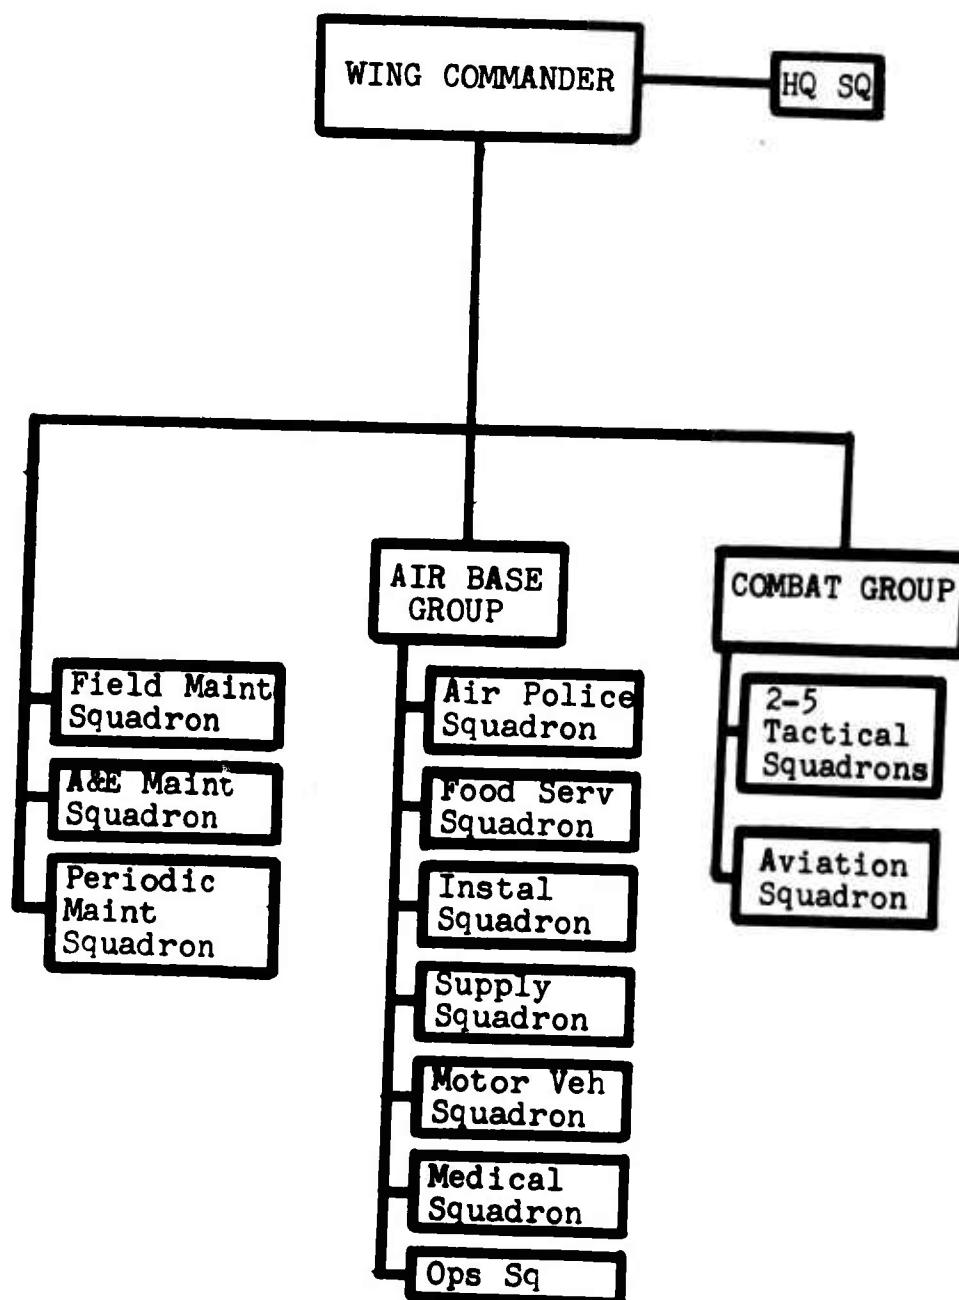 WING COMMANDER
HQ SQ
AIR BASE
GROUP
COMBAT GROUP
Field Maint
Squadron
A&E Maint
Squadron
Periodic
Maint
Squadron
Air Police
Squadron
Food Serv
Squadron
Instal
Squadron
Supply
Squadron
Motor Veh
Squadron
Medical
Squadron
Ops Sq
2-5
Tactical
Squadrons
Aviation
Squadron